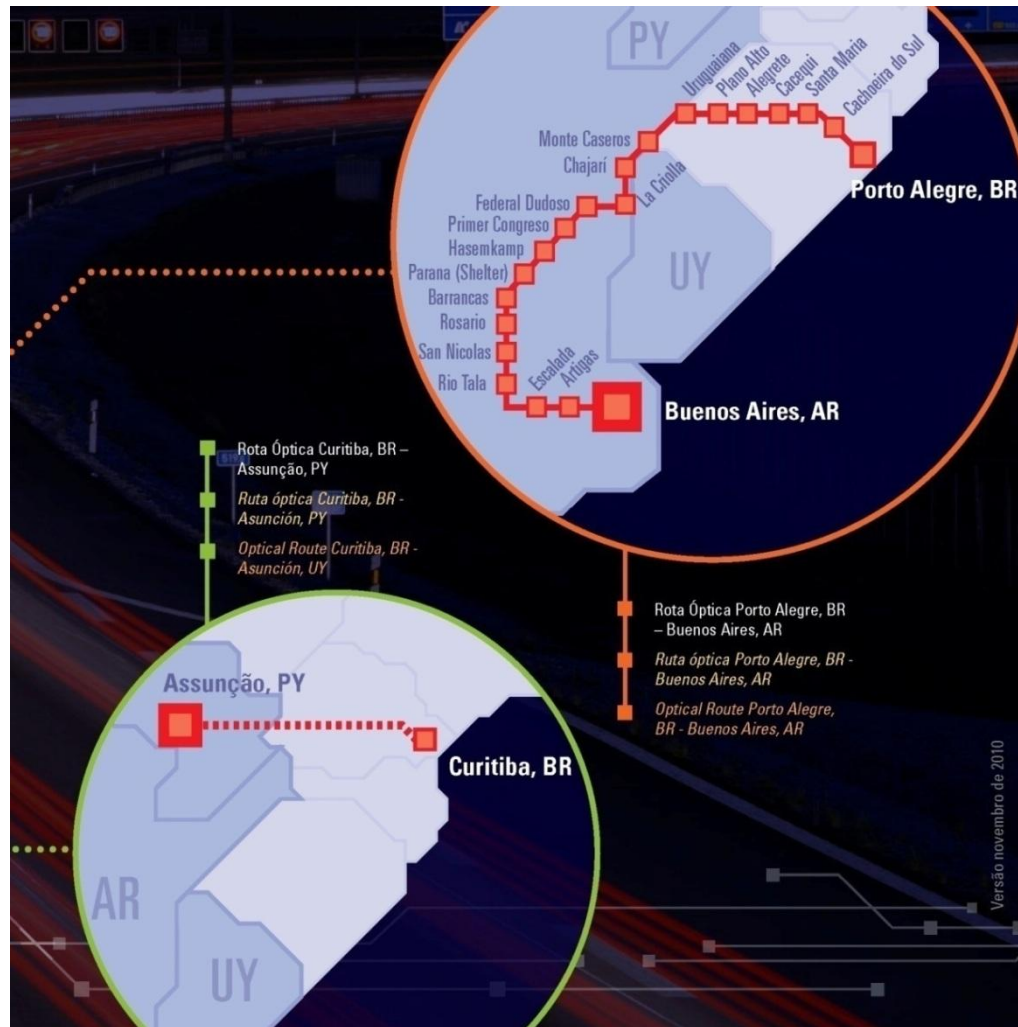 PY
Uruguaiana
Plano Alto
Alegrete
Cacequi
Santa Maria
Cachoeira do Sul
Monte Caseros
Chajarí
La Criolla
Porto Alegre, BR
Federal Dudoso
Primer Congreso
Hasemkamp
Parana (Shelter)
UY
Barrancas
Rosario
San Nicolas
Rio Tala
Escalada
Artigas
Buenos Aires, AR
Rota Óptica Curitiba, BR –
Assunção, PY
Ruta óptica Curitiba, BR -
Asunción, PY
Optical Route Curitiba, BR -
Asunción, UY
Rota Óptica Porto Alegre, BR
– Buenos Aires, AR
Ruta óptica Porto Alegre, BR -
Buenos Aires, AR
Optical Route Porto Alegre,
BR - Buenos Aires, AR
Assunção, PY
Curitiba, BR
AR
UY
Versão novembro de 2010